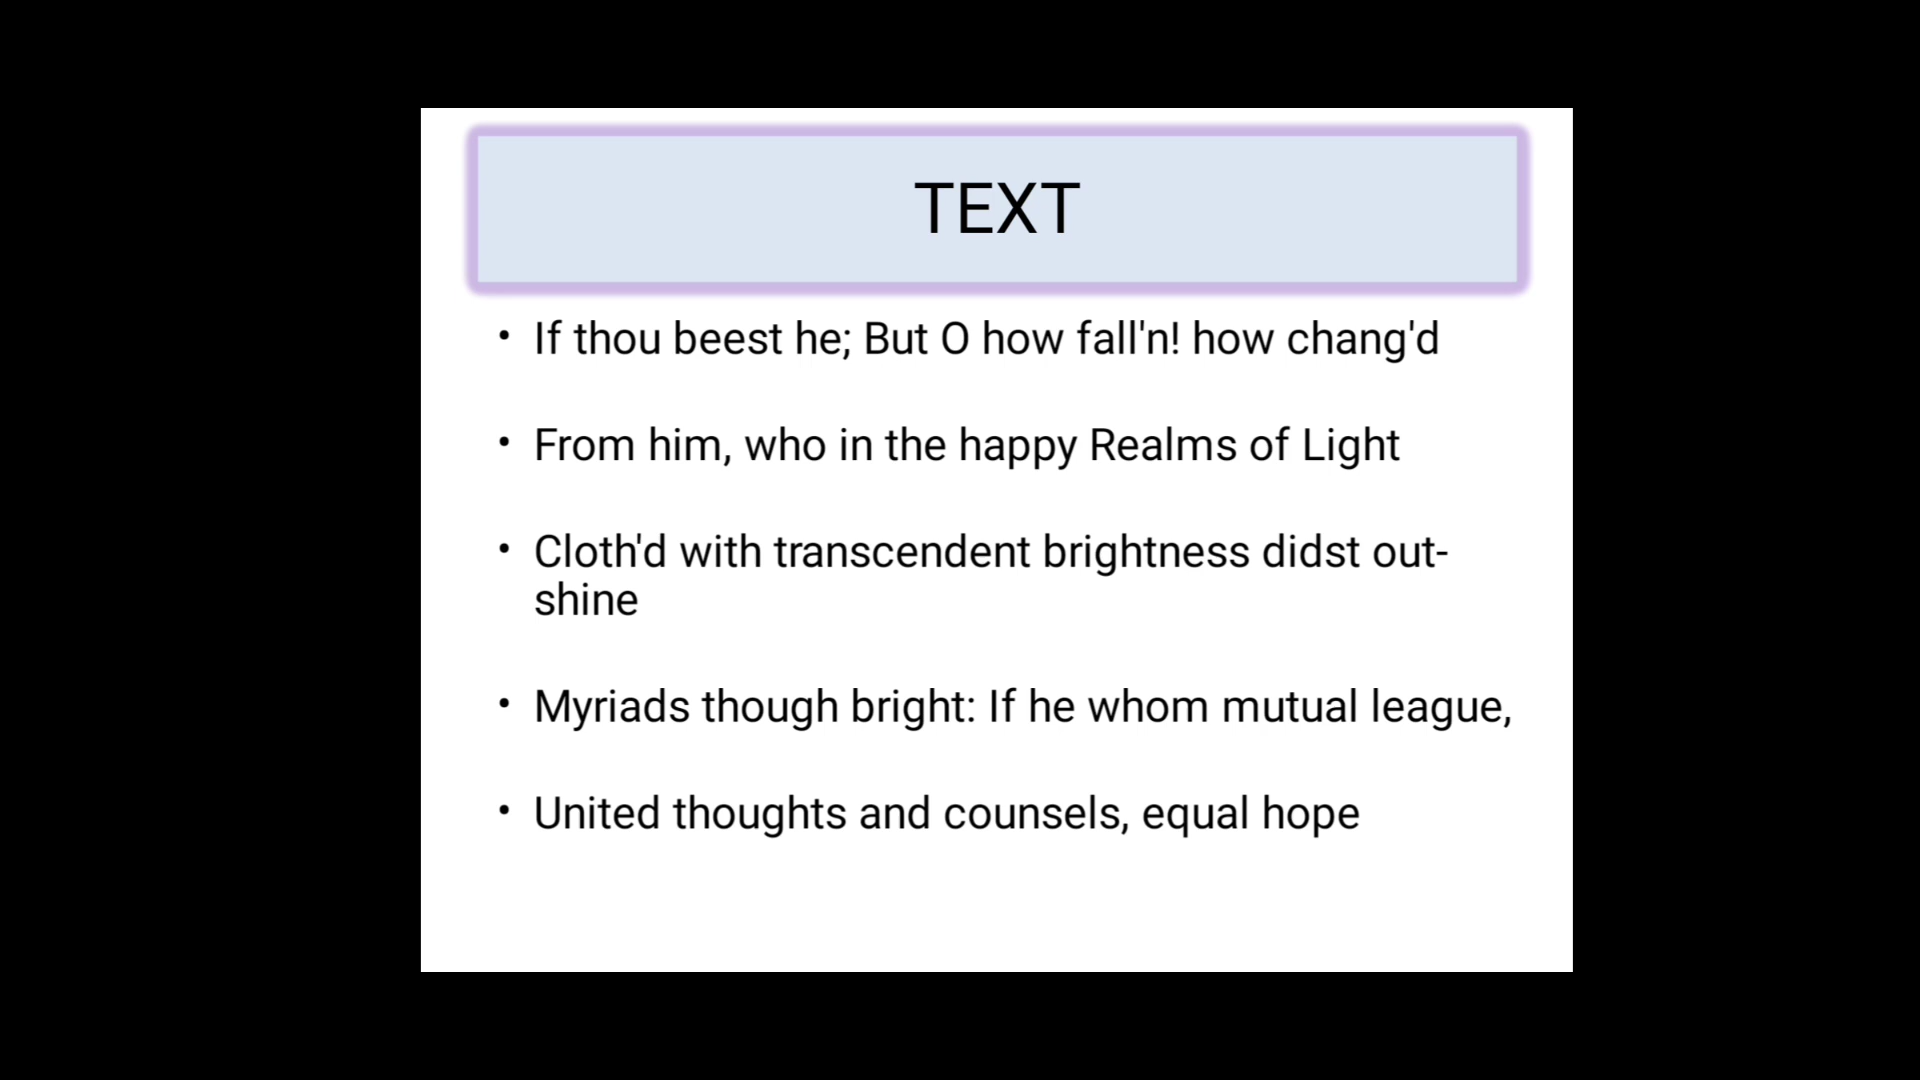 TEXT
• If thou beest he; But O how fall'n! how chang'd
• From him, who in the happy Realms of Light
• Cloth'd with transcendent brightness didst out-
shine
• Myriads though bright: If he whom mutual league,
• United thoughts and counsels, equal hope